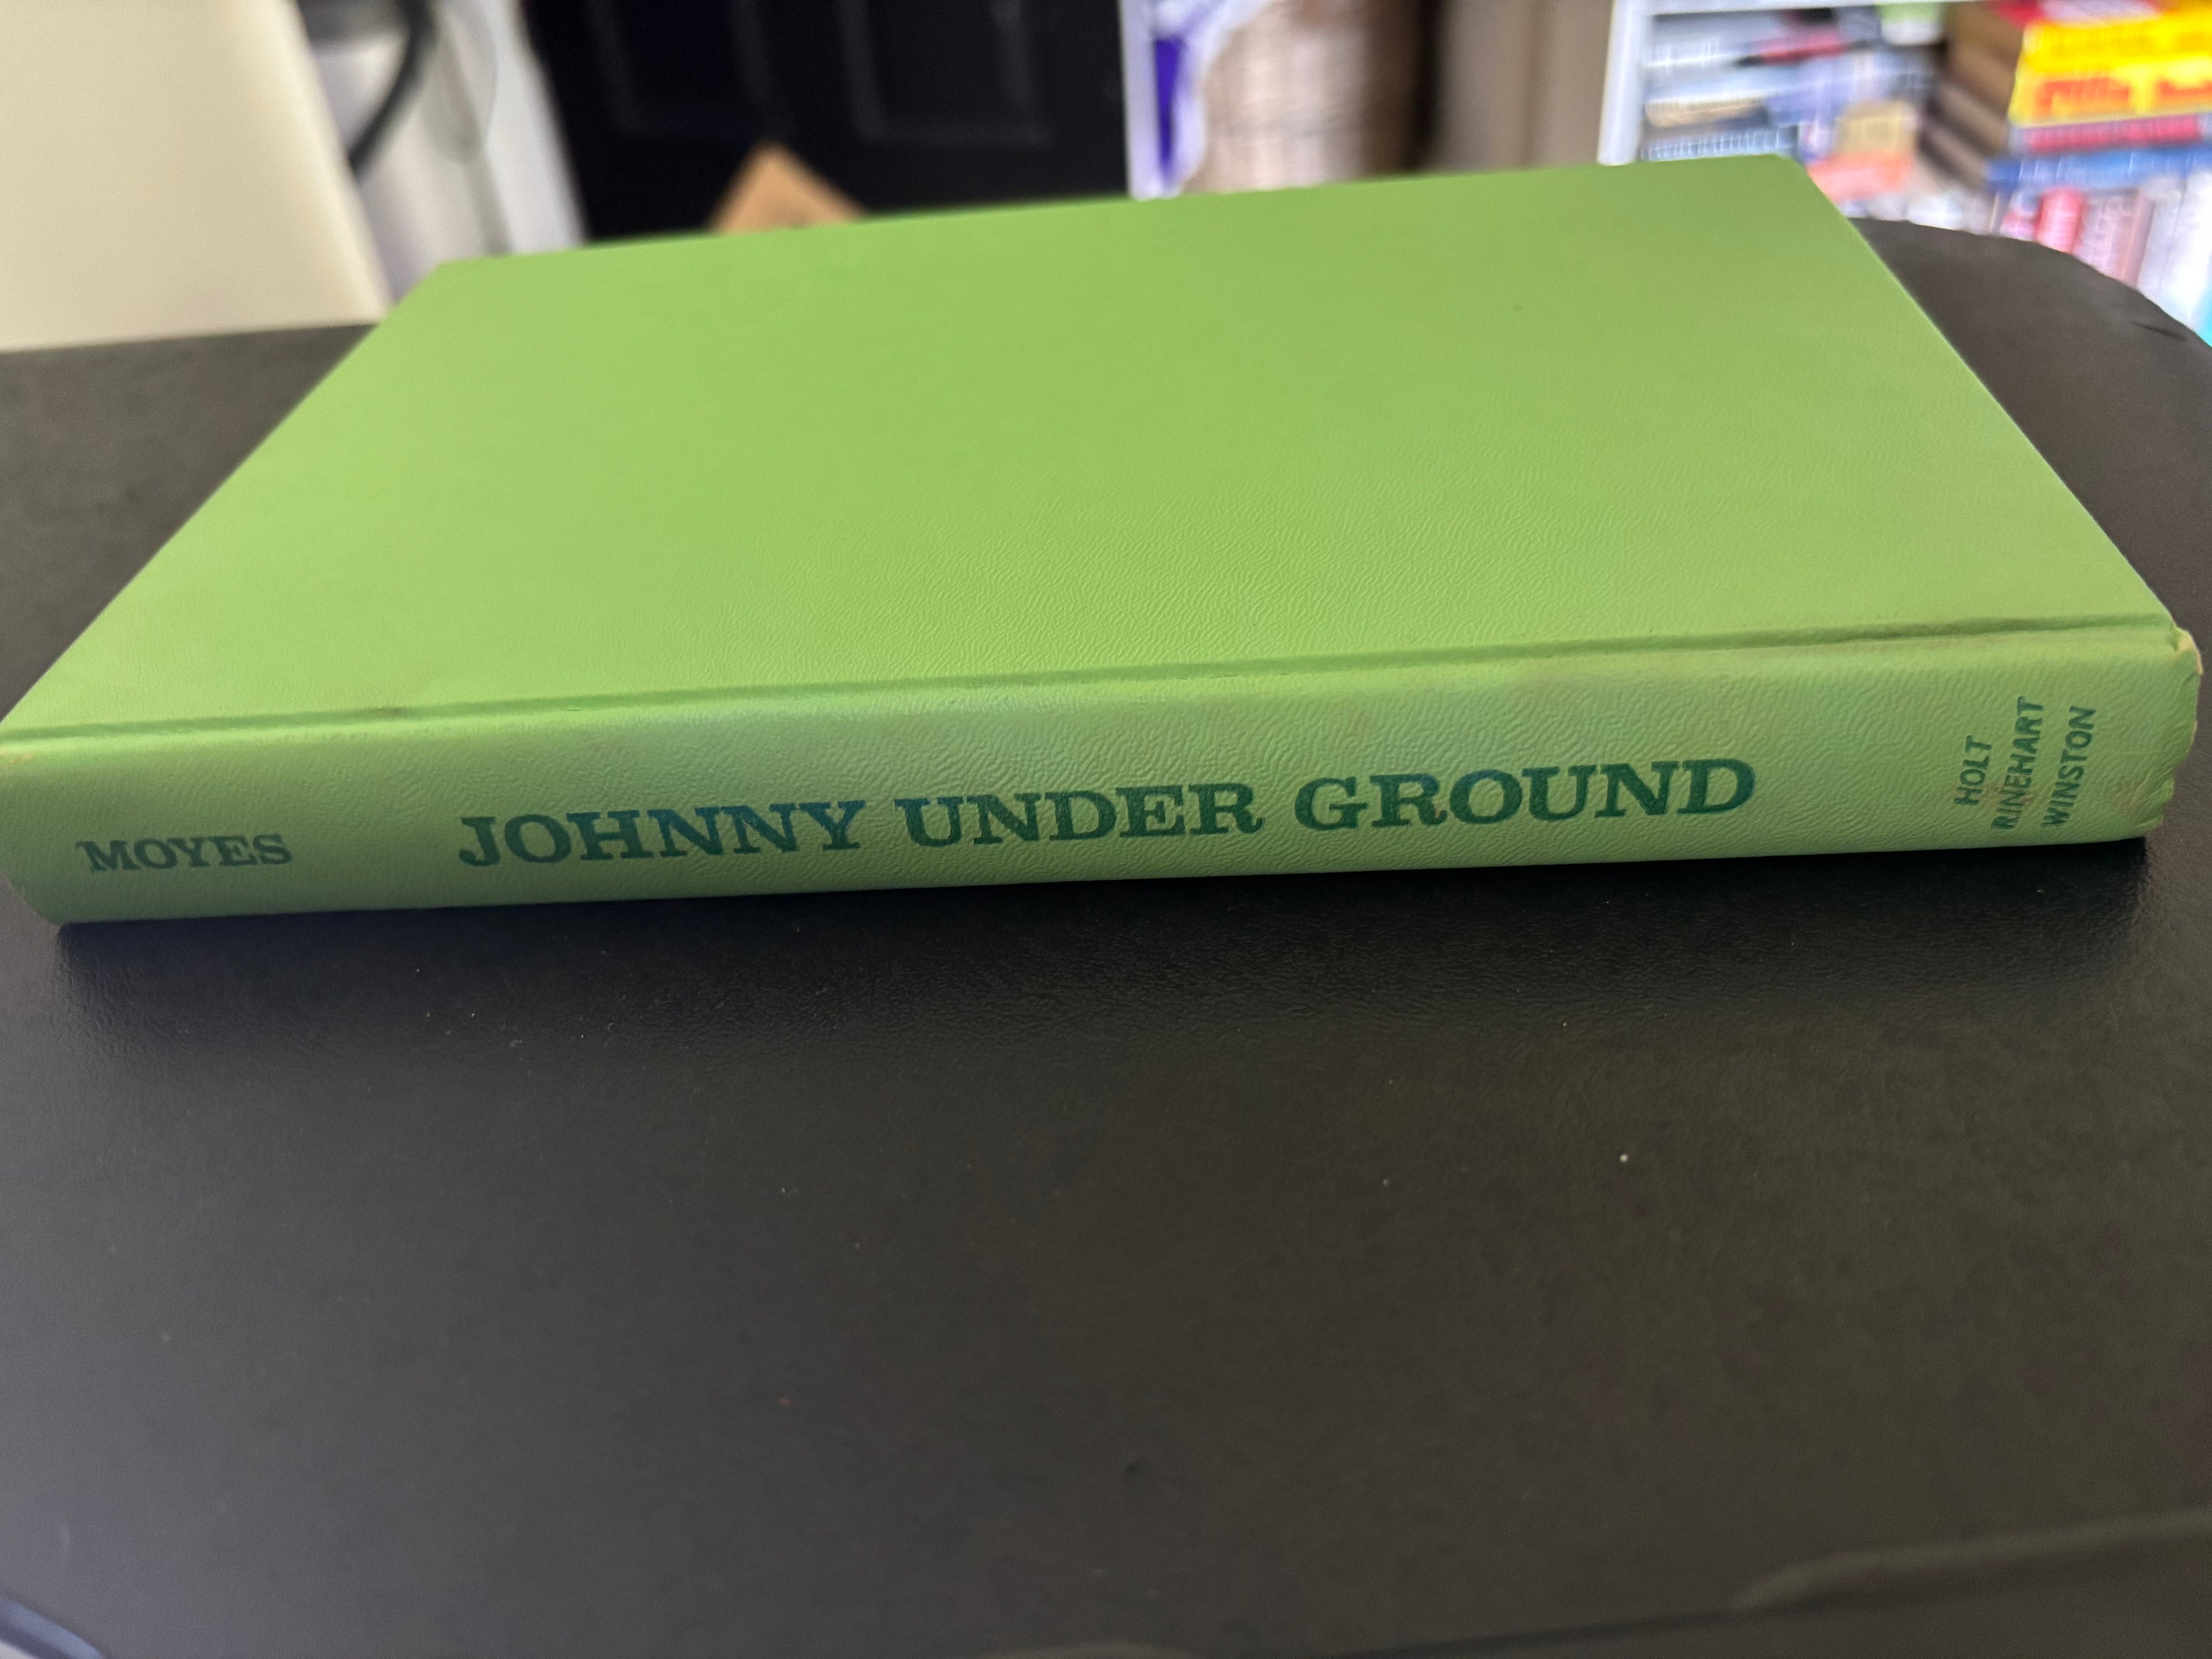 MOYES
JOHNNY UNDER GROUND
HOLT
RINEHART
WINSTON